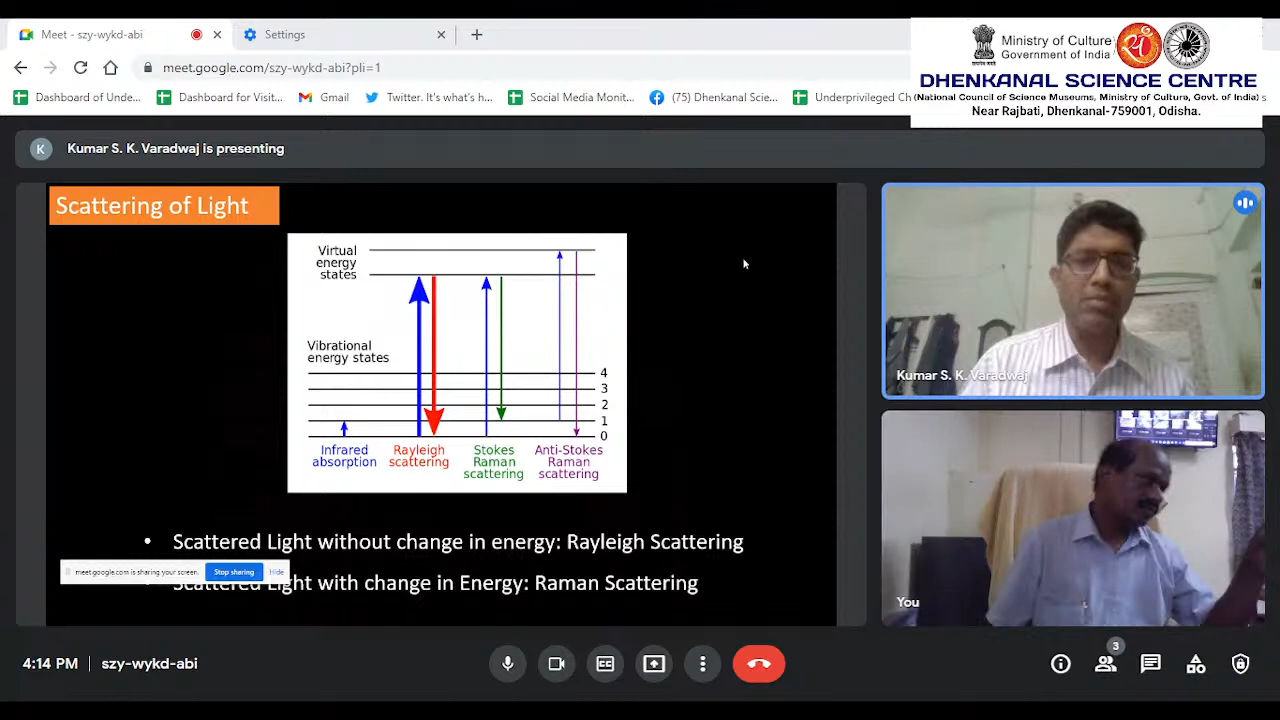 Meet - szy-wykd-abi
Settings
meet.google.com/szy-wykd-abi?pli=1
Dashboard of Unde...
Dashboard for Visit...
Gmail
Twitter. It's what's h...
Social Media Monit...
(75) Dhenkanal Scie...
Underprivileged Ch
Ministry of Culture
Government of India
DHENKANAL SCIENCE CENTRE
(National Council of Science Museums, Ministry of Culture, Govt. of India)
Near Rajbati, Dhenkanal-759001, Odisha.
K
Kumar S. K. Varadwaj is presenting
Scattering of Light
Virtual
energy
states
Vibrational
energy states
4
3
2
1
0
Infrared
absorption
Rayleigh
scattering
Stokes
Raman
scattering
Anti-Stokes
Raman
scattering
• Scattered Light without change in energy: Rayleigh Scattering
Scattered Light with change in Energy: Raman Scattering
meet.google.com is sharing your screen.
Stop sharing
Hide
Kumar S. K. Varadwaj
You
4:14 PM | szy-wykd-abi
3